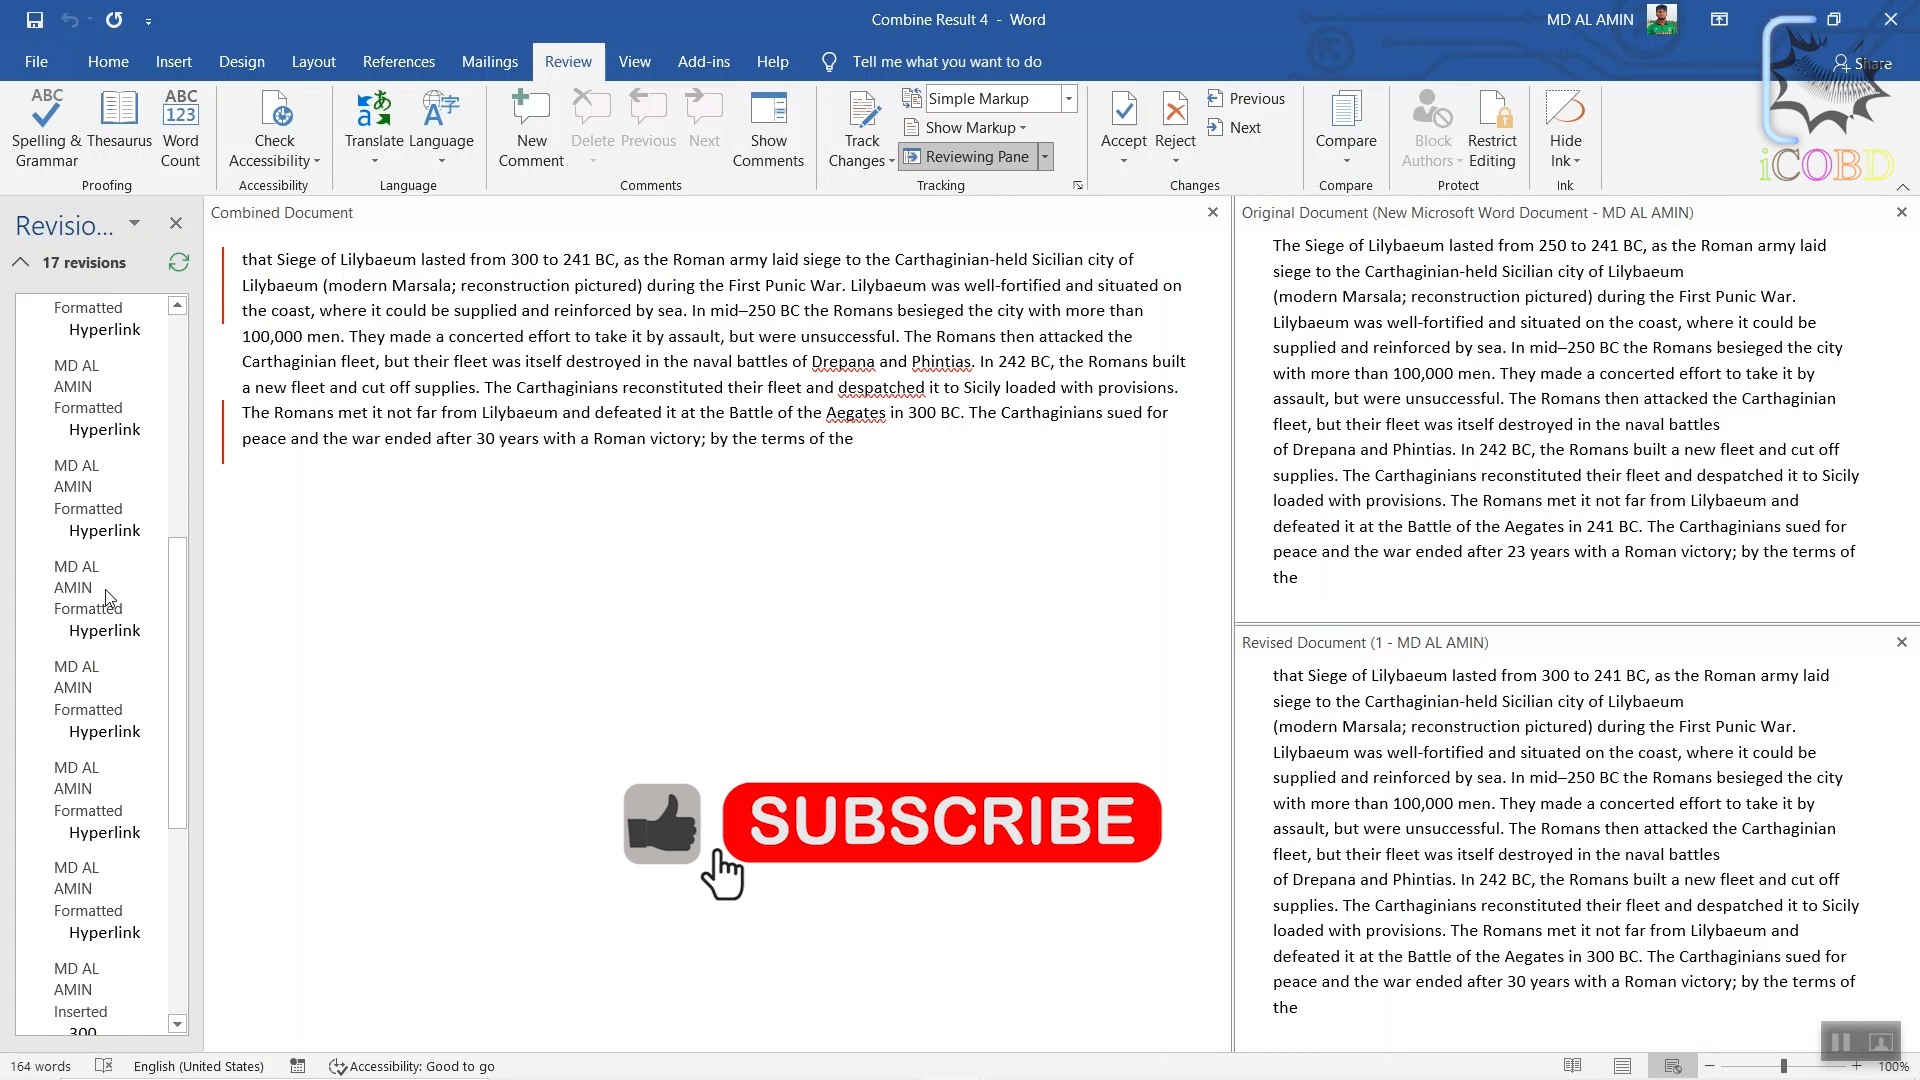 Combine Result 4 - Word
MD AL AMIN
File
Home
Insert
Design
Layout
References
Mailings
Review
View
Add-ins
Help
Tell me what you want to do
Share
ABC
Spelling &
Grammar
Thesaurus
ABC
123
Word
Count
Proofing
Check
Accessibility
Accessibility
Translate
Language
Language
New
Comment
Delete
Previous
Next
Show
Comments
Comments
Track
Changes
Simple Markup
Show Markup
Reviewing Pane
Tracking
Accept
Reject
Previous
Next
Changes
Compare
Compare
Block
Authors
Restrict
Editing
Protect
Hide
Ink
Ink
iCOBD
Revisio...
17 revisions
Formatted
Hyperlink
MD AL
AMIN
Formatted
Hyperlink
MD AL
AMIN
Formatted
Hyperlink
MD AL
AMIN
Formatted
Hyperlink
MD AL
AMIN
Formatted
Hyperlink
MD AL
AMIN
Formatted
Hyperlink
MD AL
AMIN
Formatted
Hyperlink
MD AL
AMIN
Inserted
300
Combined Document
that Siege of Lilybaeum lasted from 300 to 241 BC, as the Roman army laid siege to the Carthaginian-held Sicilian city of
Lilybaeum (modern Marsala; reconstruction pictured) during the First Punic War. Lilybaeum was well-fortified and situated on
the coast, where it could be supplied and reinforced by sea. In mid–250 BC the Romans besieged the city with more than
100,000 men. They made a concerted effort to take it by assault, but were unsuccessful. The Romans then attacked the
Carthaginian fleet, but their fleet was itself destroyed in the naval battles of Drepana and Phintias. In 242 BC, the Romans built
a new fleet and cut off supplies. The Carthaginians reconstituted their fleet and despatched it to Sicily loaded with provisions.
The Romans met it not far from Lilybaeum and defeated it at the Battle of the Aegates in 300 BC. The Carthaginians sued for
peace and the war ended after 30 years with a Roman victory; by the terms of the
SUBSCRIBE
Original Document (New Microsoft Word Document - MD AL AMIN)
The Siege of Lilybaeum lasted from 250 to 241 BC, as the Roman army laid
siege to the Carthaginian-held Sicilian city of Lilybaeum
(modern Marsala; reconstruction pictured) during the First Punic War.
Lilybaeum was well-fortified and situated on the coast, where it could be
supplied and reinforced by sea. In mid–250 BC the Romans besieged the city
with more than 100,000 men. They made a concerted effort to take it by
assault, but were unsuccessful. The Romans then attacked the Carthaginian
fleet, but their fleet was itself destroyed in the naval battles
of Drepana and Phintias. In 242 BC, the Romans built a new fleet and cut off
supplies. The Carthaginians reconstituted their fleet and despatched it to Sicily
loaded with provisions. The Romans met it not far from Lilybaeum and
defeated it at the Battle of the Aegates in 241 BC. The Carthaginians sued for
peace and the war ended after 23 years with a Roman victory; by the terms of
the
Revised Document (1 - MD AL AMIN)
that Siege of Lilybaeum lasted from 300 to 241 BC, as the Roman army laid
siege to the Carthaginian-held Sicilian city of Lilybaeum
(modern Marsala; reconstruction pictured) during the First Punic War.
Lilybaeum was well-fortified and situated on the coast, where it could be
supplied and reinforced by sea. In mid–250 BC the Romans besieged the city
with more than 100,000 men. They made a concerted effort to take it by
assault, but were unsuccessful. The Romans then attacked the Carthaginian
fleet, but their fleet was itself destroyed in the naval battles
of Drepana and Phintias. In 242 BC, the Romans built a new fleet and cut off
supplies. The Carthaginians reconstituted their fleet and despatched it to Sicily
loaded with provisions. The Romans met it not far from Lilybaeum and
defeated it at the Battle of the Aegates in 300 BC. The Carthaginians sued for
peace and the war ended after 30 years with a Roman victory; by the terms of
the
164 words
English (United States)
Accessibility: Good to go
100%